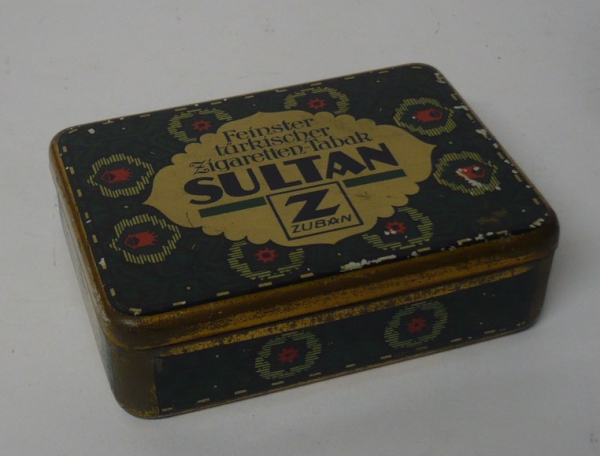 Feinster
türkischer
Zigaretten-Tabak
SULTAN
Z
ZUBAN